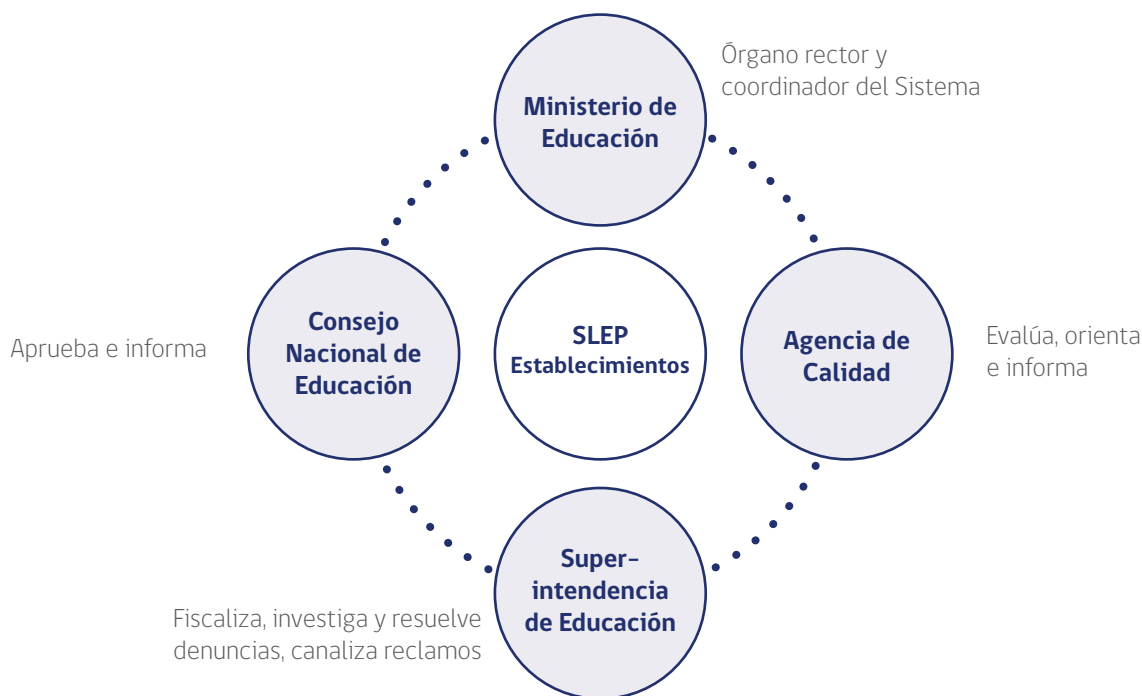 Ministerio de
Educación
Órgano rector y
coordinador del Sistema
Aprueba e informa
Consejo
Nacional de
Educación
SLEP
Establecimientos
Agencia de
Calidad
Evalúa, orienta
e informa
Super-
intendencia
de Educación
Fiscaliza, investiga y resuelve
denuncias, canaliza reclamos